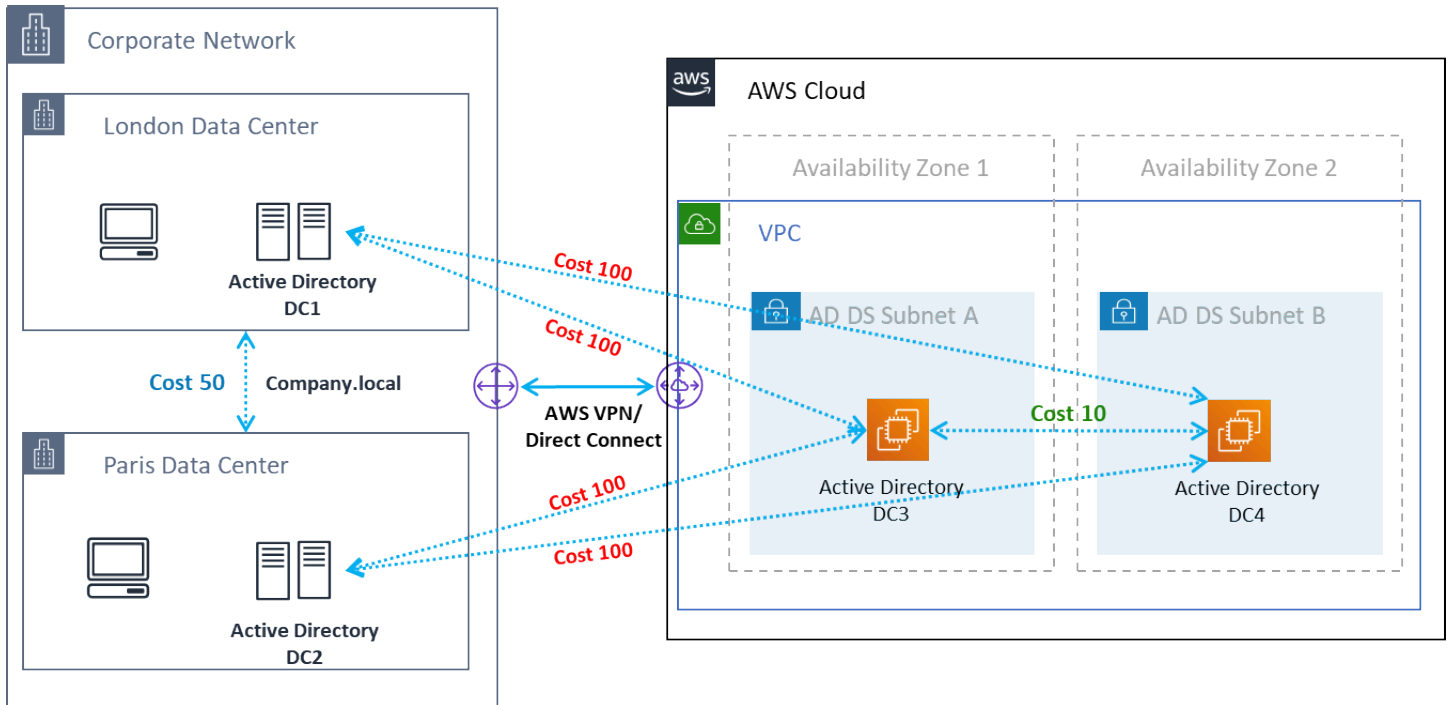 Corporate Network
London Data Center
Active Directory
DC1
Cost 50
Company.local
Paris Data Center
Active Directory
DC2
AWS VPN/
Direct Connect
Cost 100
Cost 100
Cost 100
Cost 100
aws
AWS Cloud
Availability Zone 1
Availability Zone 2
VPC
AD DS Subnet A
AD DS Subnet B
Cost 10
Active Directory
DC3
Active Directory
DC4